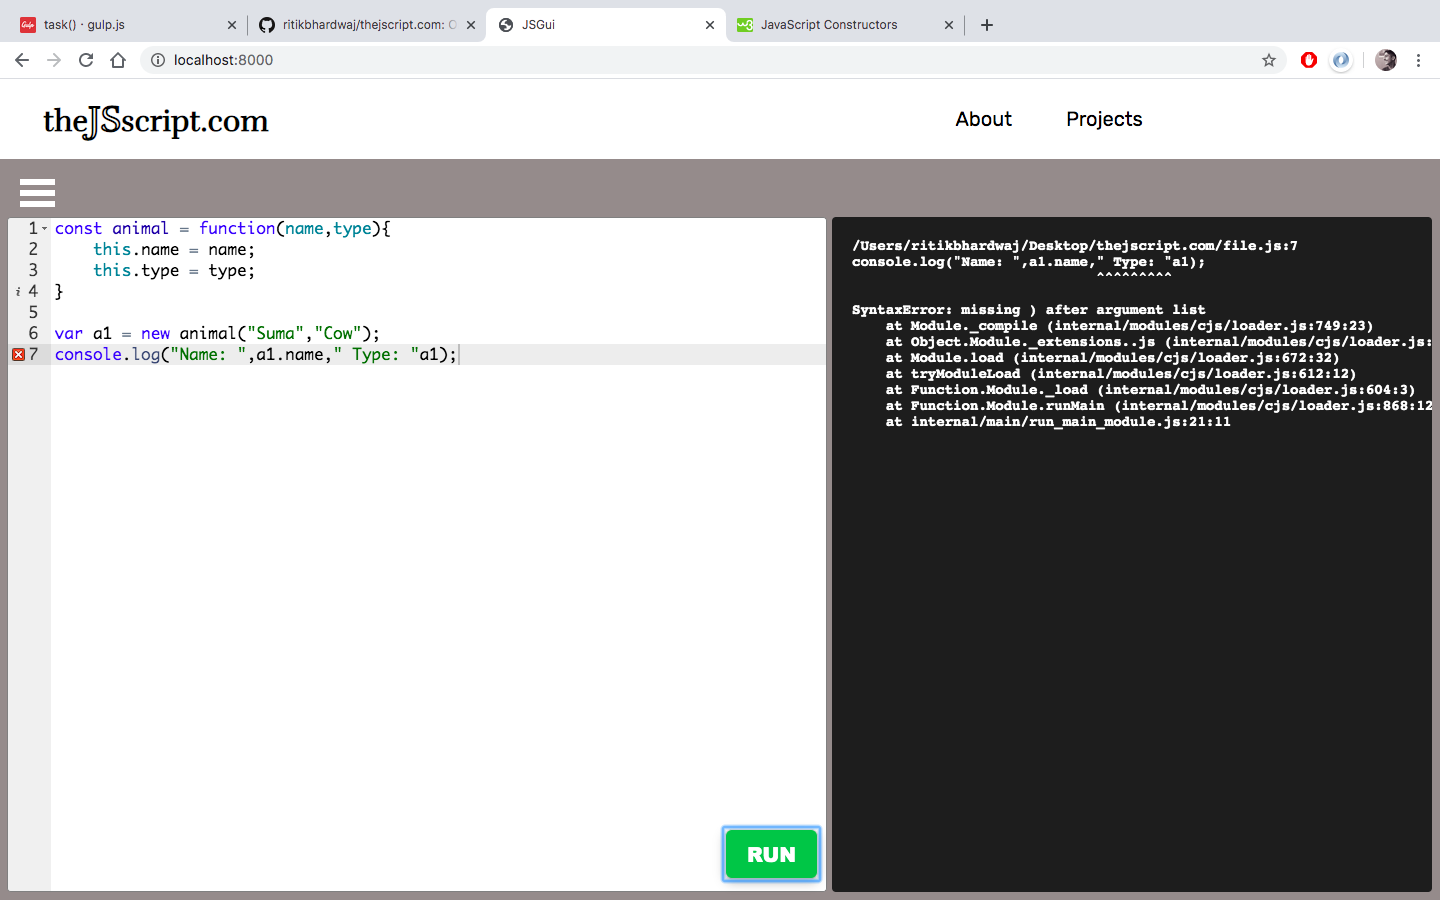 task() · gulp.js
ritikbhardwaj/thejscript.com: O
JSGui
JavaScript Constructors
localhost:8000
theJSscript.com
About
Projects
1 const animal = function(name,type){
2 this.name = name;
3 this.type = type;
4 }
5
6 var a1 = new animal("Suma","Cow");
7 console.log("Name: ",a1.name," Type: "a1);
RUN
/Users/ritikbhardwaj/Desktop/thejscript.com/file.js:7
console.log("Name: ",a1.name," Type: "a1);
^^^^^^^^^
SyntaxError: missing ) after argument list
at Module._compile (internal/modules/cjs/loader.js:749:23)
at Object.Module._extensions..js (internal/modules/cjs/loader.js:
at Module.load (internal/modules/cjs/loader.js:672:32)
at tryModuleLoad (internal/modules/cjs/loader.js:612:12)
at Function.Module._load (internal/modules/cjs/loader.js:604:3)
at Function.Module.runMain (internal/modules/cjs/loader.js:868:12
at internal/main/run_main_module.js:21:11